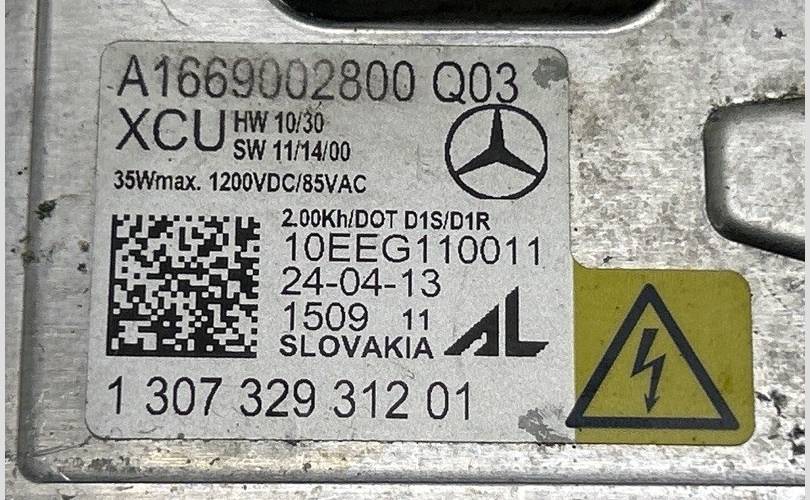 A1669002800 Q03
XCU HW 10/30
SW 11/14/00
35Wmax. 1200VDC/85VAC
2.00Kh/DOT D1S/D1R
10EEG110011
24-04-13
1509 11
SLOVAKIA AL
1 307 329 312 01